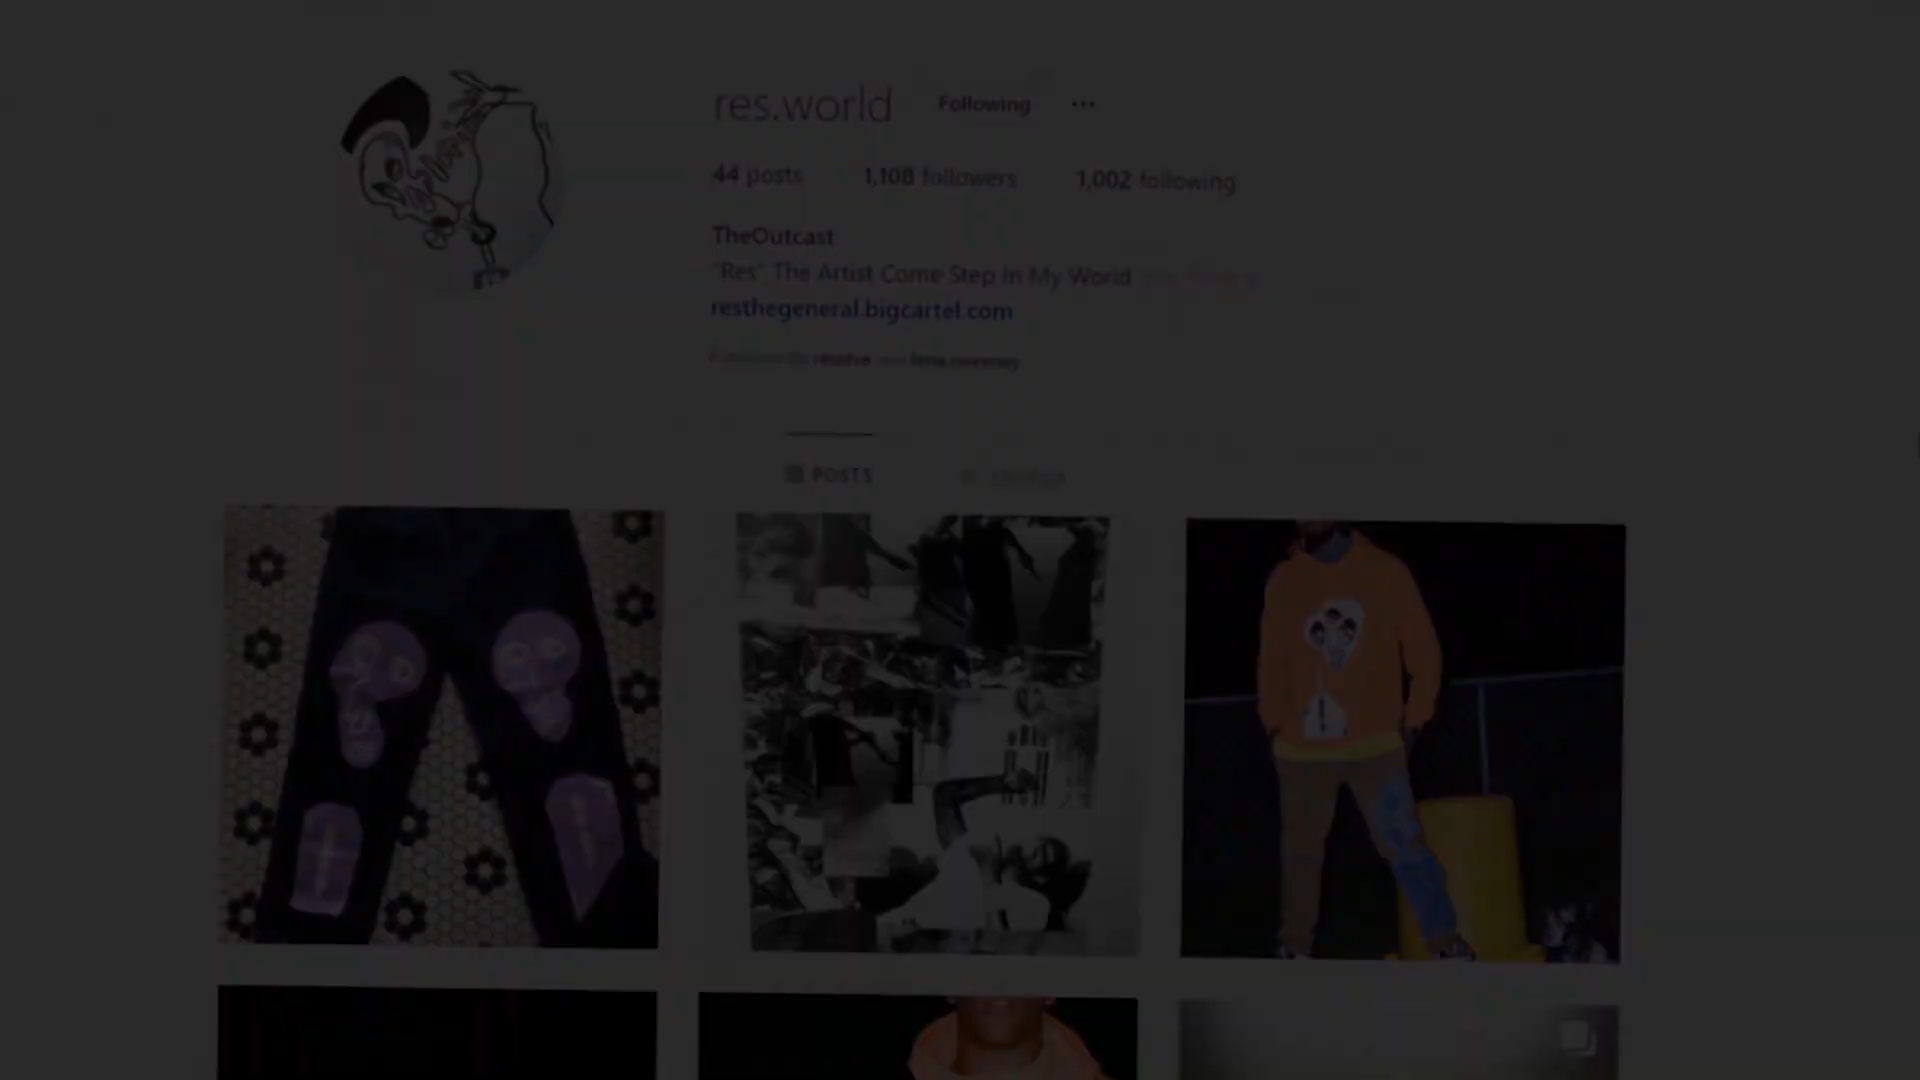 res.world Following ...
44 posts 1,108 followers 1,002 following
TheOutcast
"Res" The Artist Come Step In My World
resthegeneral.bigcartel.com
resolve
POSTS